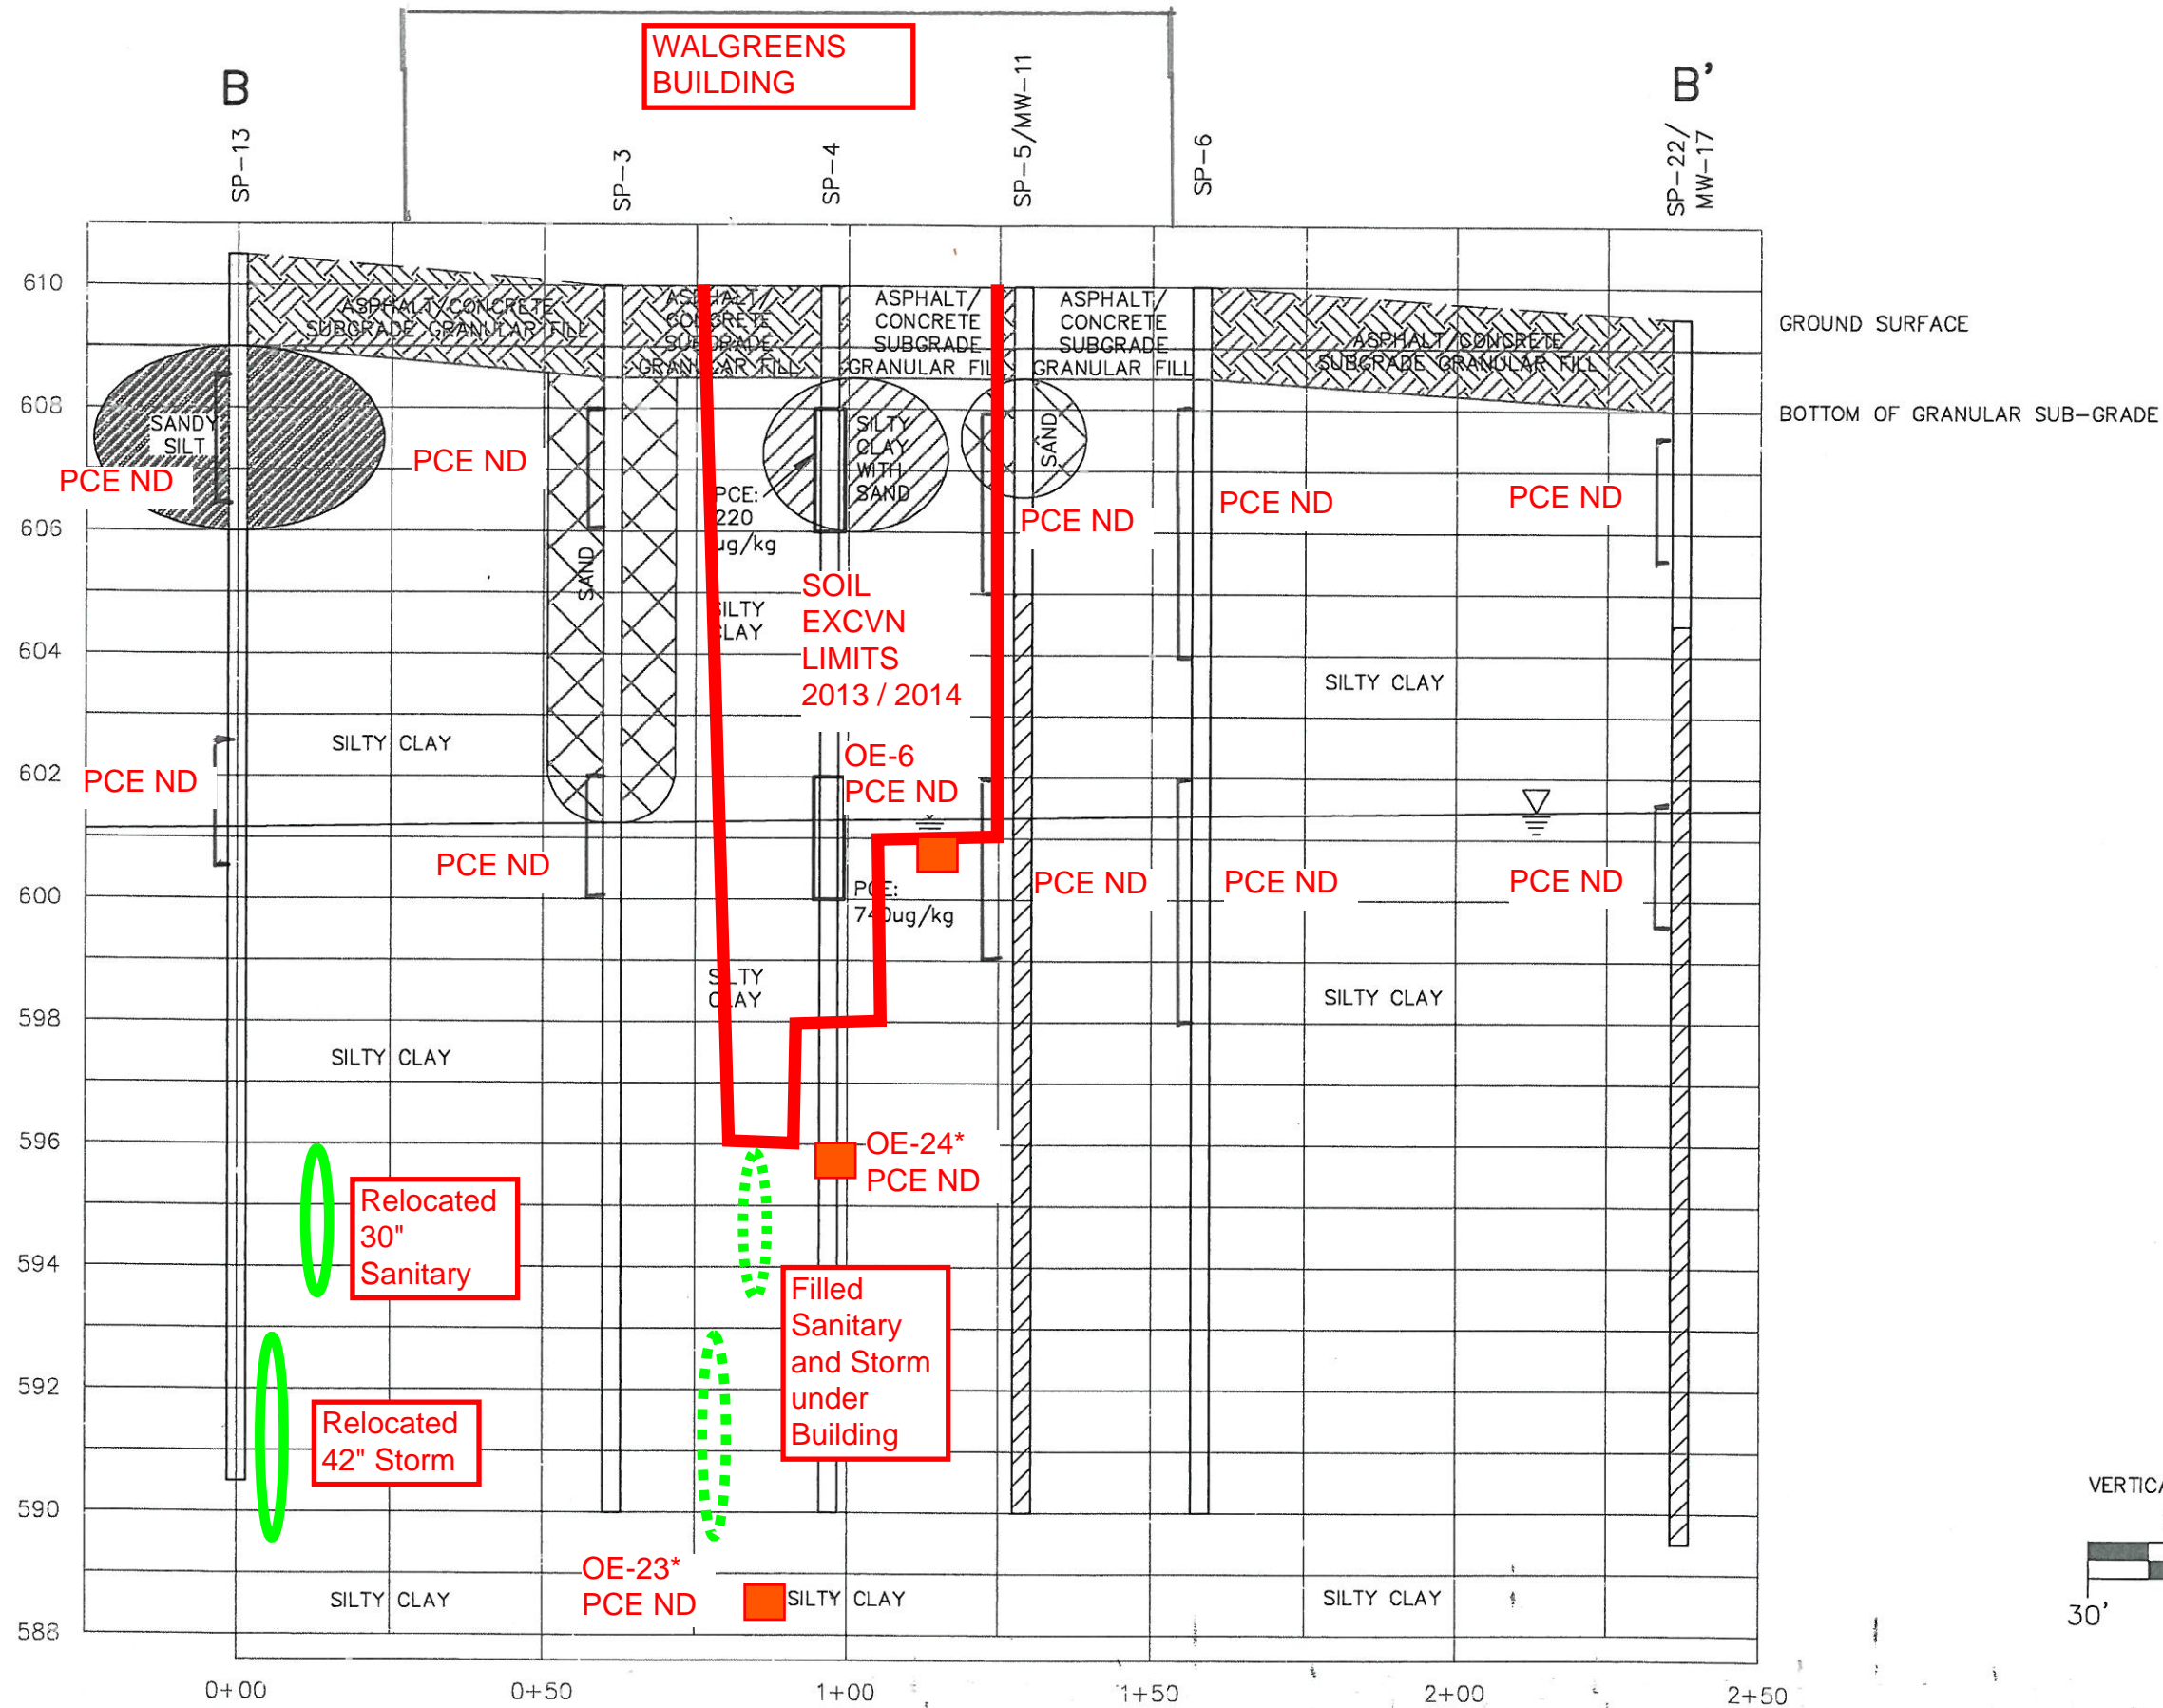 WALGREENS
BUILDING
B
B'
SP-13
SP-3
SP-4
SP-5/MW-11
SP-6
SP-22/
MW-17
610
608
606
604
602
600
598
596
594
592
590
588
ASPHALT/CONCRETE
SUBGRADE GRANULAR FILL
ASPHALT/
CONCRETE
SUBGRADE
GRANULAR FILL
ASPHALT/
CONCRETE
SUBGRADE
GRANULAR FILL
ASPHALT/
CONCRETE
SUBGRADE
GRANULAR FILL
ASPHALT/CONCRETE
SUBGRADE GRANULAR FILL
GROUND SURFACE
BOTTOM OF GRANULAR SUB-GRADE
SANDY
SILT
PCE ND
PCE ND
SAND
PCE:
220
ug/kg
SILTY
CLAY
WITH
SAND
SAND
PCE ND
PCE ND
PCE ND
SILTY
CLAY
SOIL
EXCVN
LIMITS
2013 / 2014
SILTY CLAY
SILTY CLAY
PCE ND
OE-6
PCE ND
PCE ND
PCE:
740ug/kg
PCE ND
PCE ND
PCE ND
SILTY
CLAY
SILTY CLAY
SILTY CLAY
OE-24*
PCE ND
Relocated
30"
Sanitary
Filled
Sanitary
and Storm
under
Building
Relocated
42" Storm
OE-23*
PCE ND
SILTY CLAY
SILTY CLAY
SILTY CLAY
30'
0+00
0+50
1+00
1+50
2+00
2+50